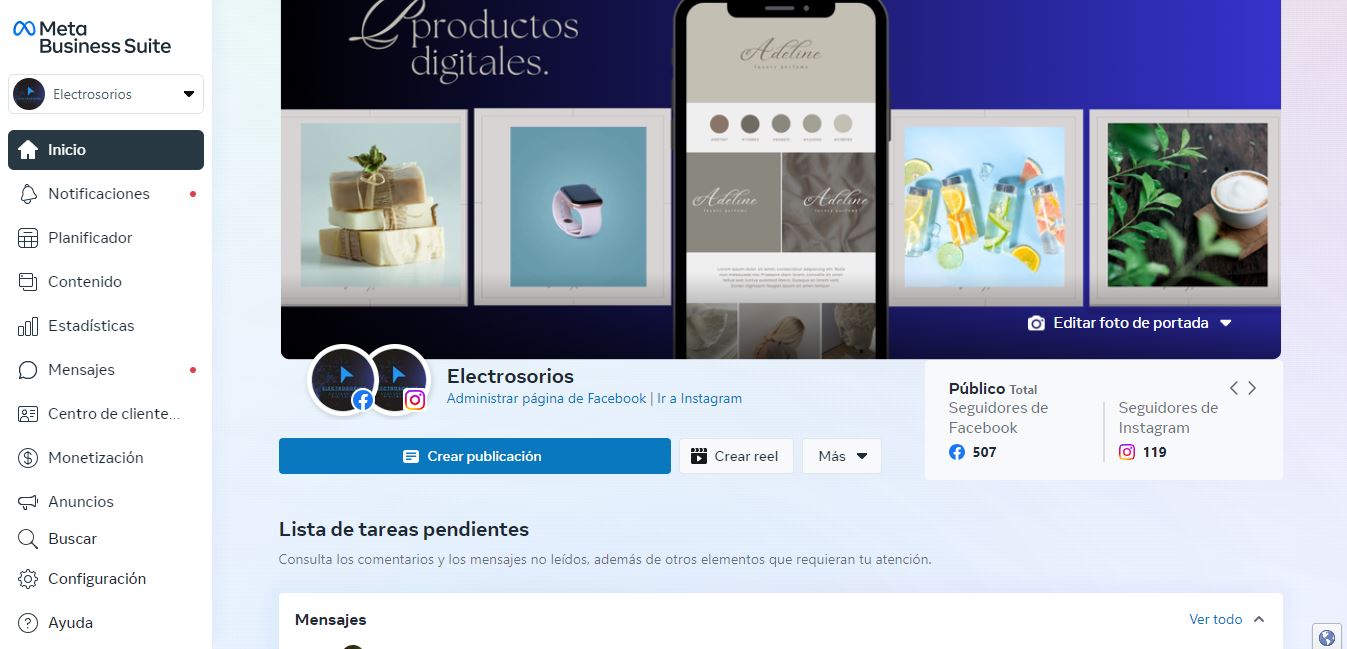 Meta
Business Suite
Electrosorios
Inicio
Notificaciones
Planificador
Contenido
Estadísticas
Mensajes
Centro de cliente...
Monetización
Anuncios
Buscar
Configuración
Ayuda
productos
digitales.
Adeline
Adeline
Adeline
Editar foto de portada
Electrosorios
Administrar página de Facebook | Ir a Instagram
Crear publicación
Crear reel
Más
Público Total
Seguidores de
Facebook
507
Seguidores de
Instagram
119
Lista de tareas pendientes
Consulta los comentarios y los mensajes no leídos, además de otros elementos que requieran tu atención.
Mensajes
Ver todo